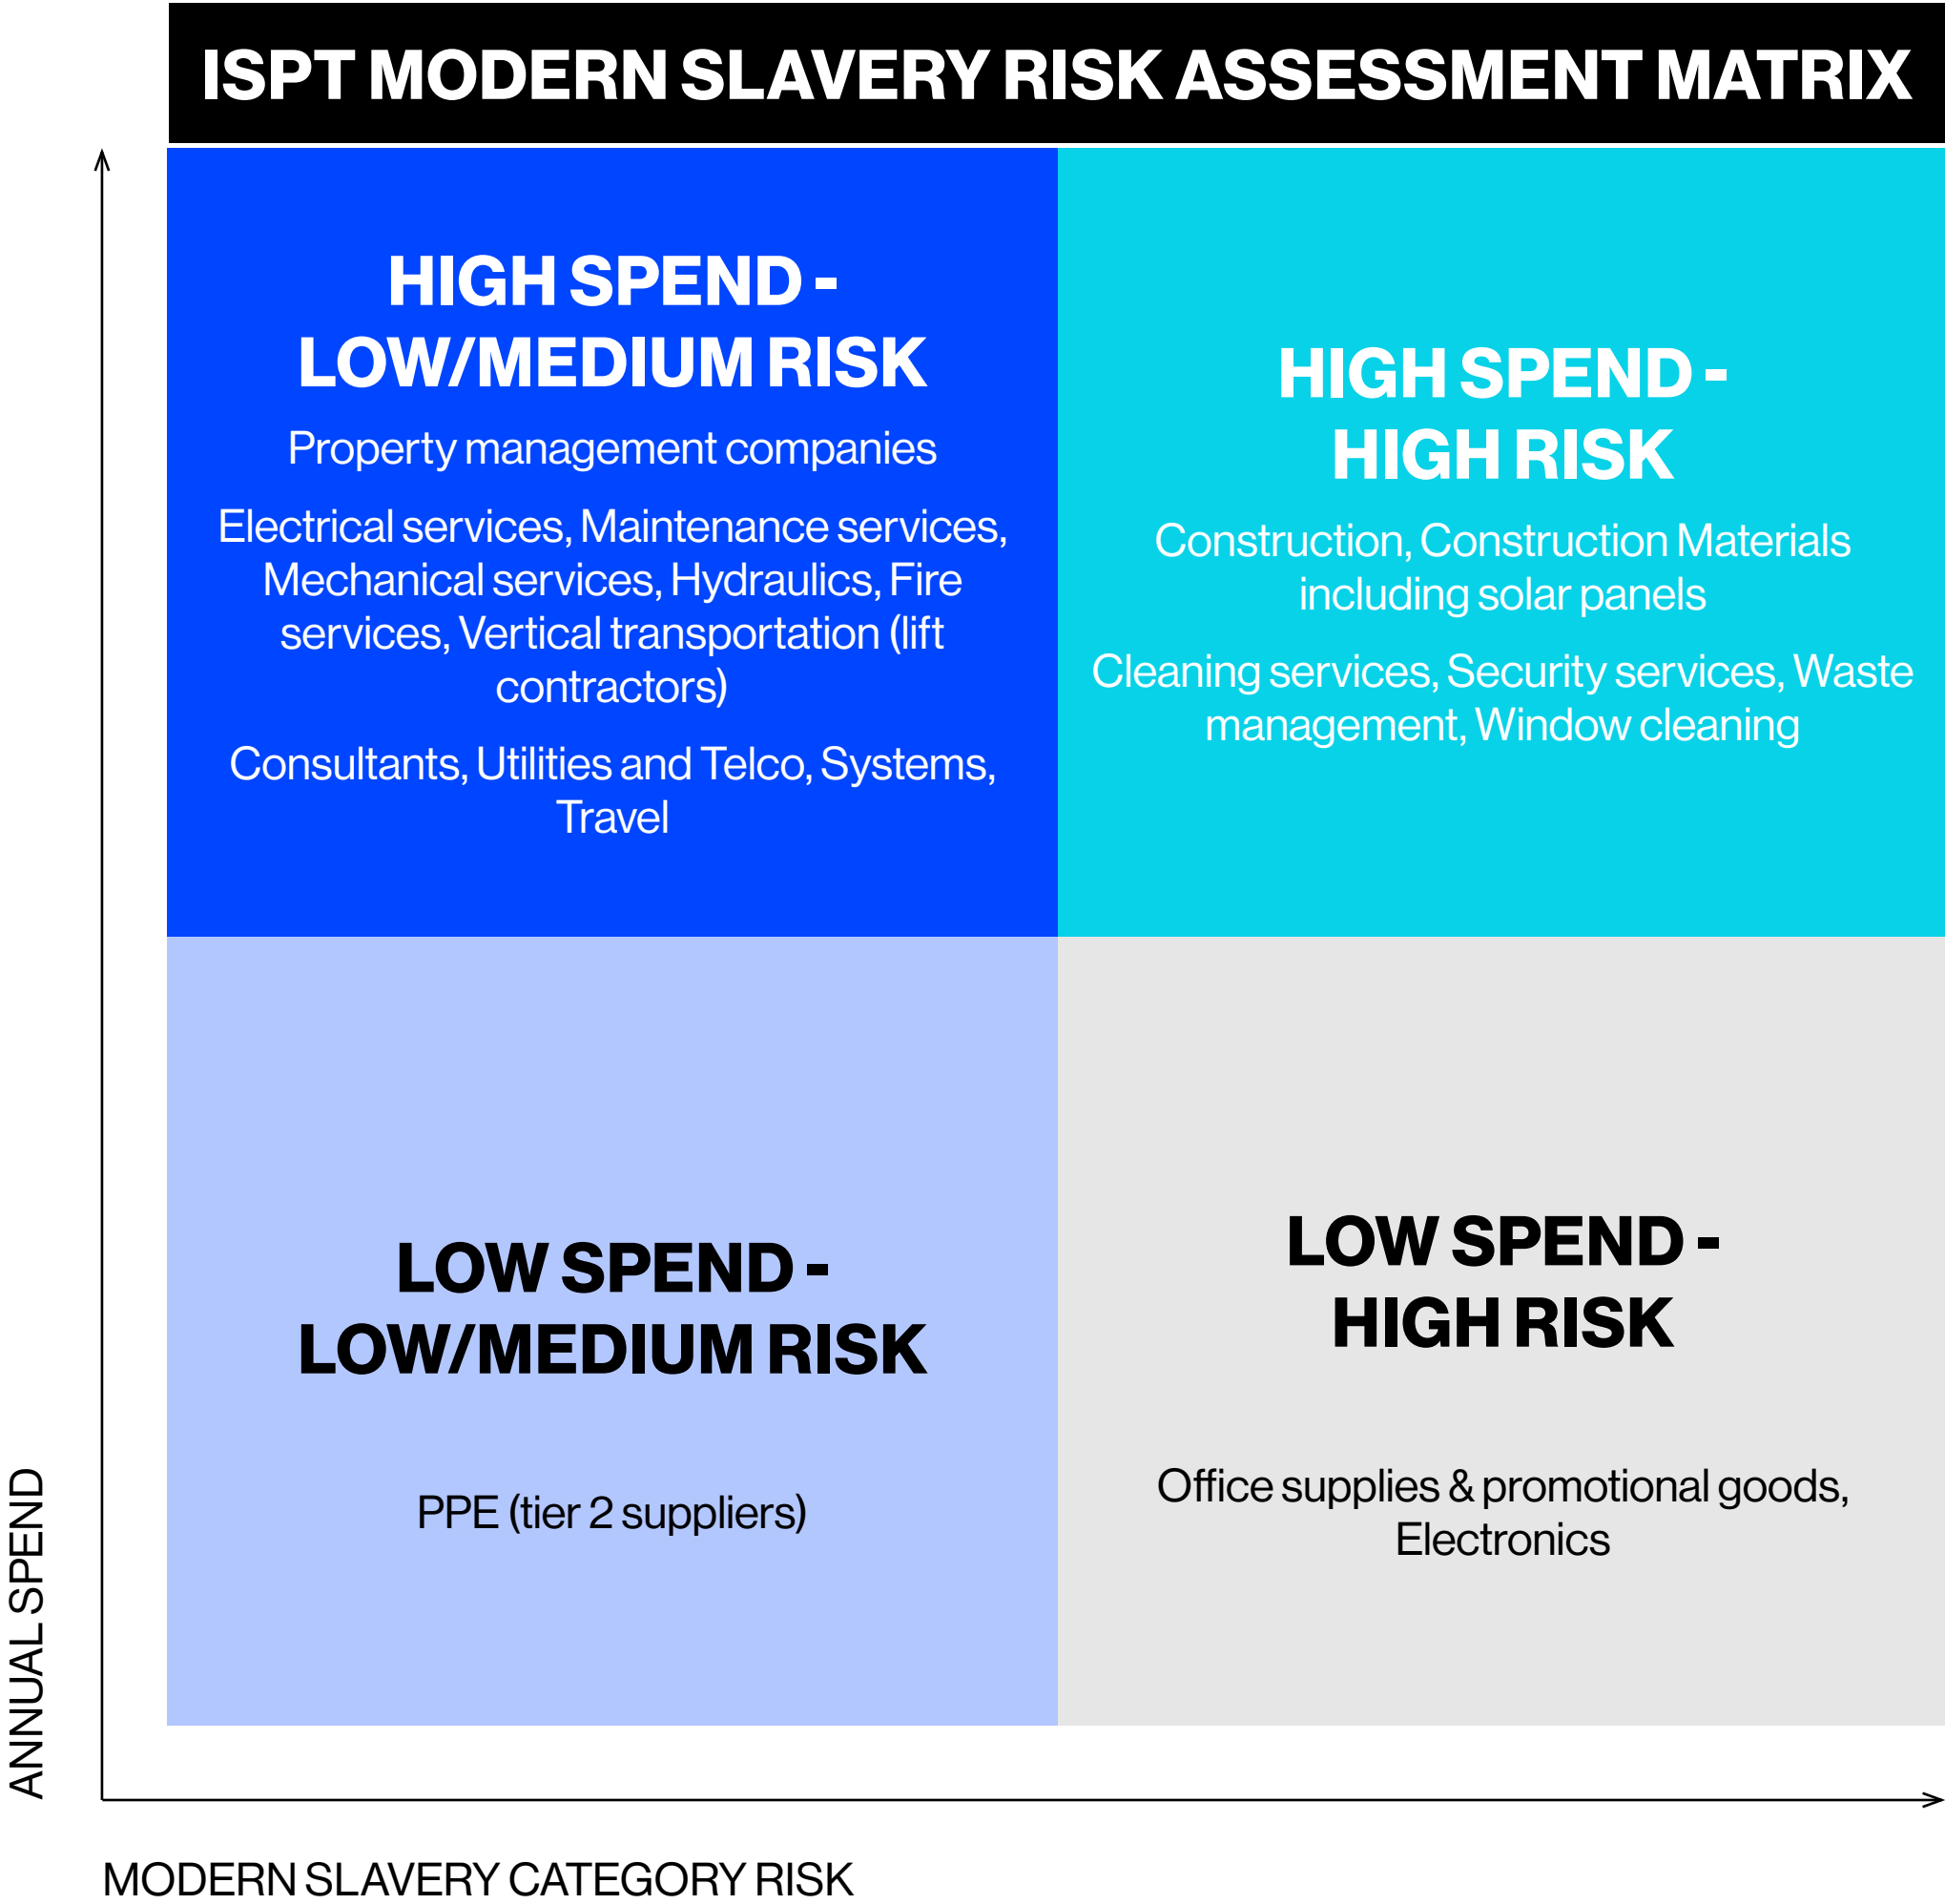 ISPT MODERN SLAVERY RISK ASSESSMENT MATRIX
HIGH SPEND -
LOW/MEDIUM RISK
Property management companies
Electrical services, Maintenance services,
Mechanical services, Hydraulics, Fire
services, Vertical transportation (lift
contractors)
Consultants, Utilities and Telco, Systems,
Travel
HIGH SPEND -
HIGH RISK
Construction, Construction Materials
including solar panels
Cleaning services, Security services, Waste
management, Window cleaning
LOW SPEND -
LOW/MEDIUM RISK
PPE (tier 2 suppliers)
LOW SPEND -
HIGH RISK
Office supplies & promotional goods,
Electronics
ANNUAL SPEND
MODERN SLAVERY CATEGORY RISK